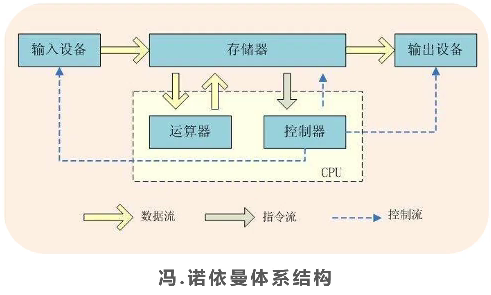 输入设备
存储器
输出设备
运算器
控制器
CPU
数据流
指令流
控制流
冯.诺依曼体系结构